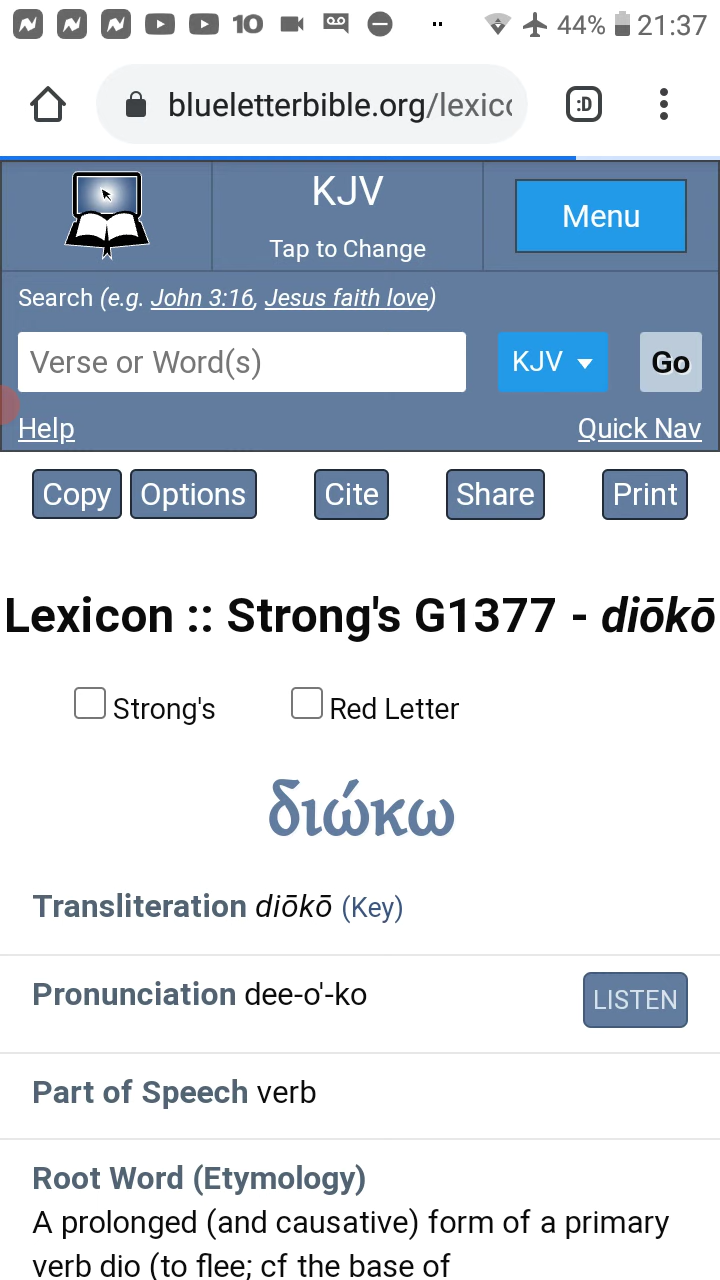 10 44% 21:37
blueletterbible.org/lexico :D
KJV
Tap to Change
Menu
Search (e.g. John 3:16, Jesus faith love)
Verse or Word(s) KJV Go
Help Quick Nav
Copy Options Cite Share Print
Lexicon :: Strong's G1377 - diōkō
Strong's Red Letter
διώκω
Transliteration diōkō (Key)
Pronunciation dee-o'-ko LISTEN
Part of Speech verb
Root Word (Etymology)
A prolonged (and causative) form of a primary
verb dio (to flee; cf the base of